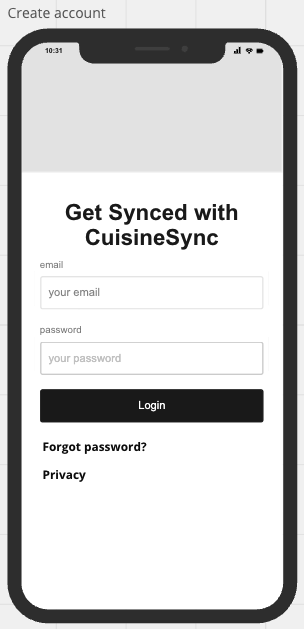 Create account
10:31
Get Synced with
CuisineSync
email
your email
password
your password
Login
Forgot password?
Privacy